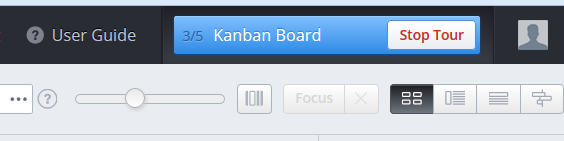 ? User Guide
3/5 Kanban Board Stop Tour
... ? Focus